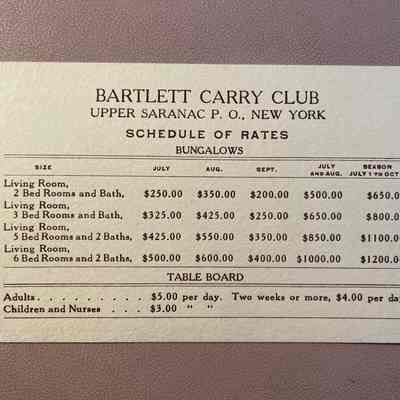 BARTLETT CARRY CLUB
UPPER SARANAC P. O., NEW YORK
SCHEDULE OF RATES
BUNGALOWS
SIZE JULY AUG. SEPT. JULY AND AUG. SEASON JULY 1 TO OCT
Living Room,
2 Bed Rooms and Bath, $250.00 $350.00 $200.00 $500.00 $650.0
Living Room,
3 Bed Rooms and Bath, $325.00 $425.00 $250.00 $650.00 $800.0
Living Room,
5 Bed Rooms and 2 Baths, $425.00 $550.00 $350.00 $850.00 $1100.0
Living Room,
6 Bed Rooms and 2 Baths, $500.00 $600.00 $400.00 $1000.00 $1200.0
TABLE BOARD
Adults . . . . . . . . . $5.00 per day. Two weeks or more, $4.00 per da
Children and Nurses . . . $3.00 " "